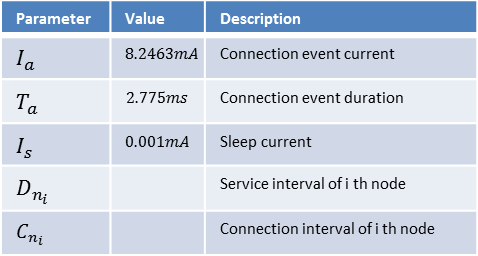 Parameter Value Description
I_a 8.2463mA Connection event current
T_a 2.775ms Connection event duration
I_s 0.001mA Sleep current
D_{n_i} Service interval of i th node
C_{n_i} Connection interval of i th node